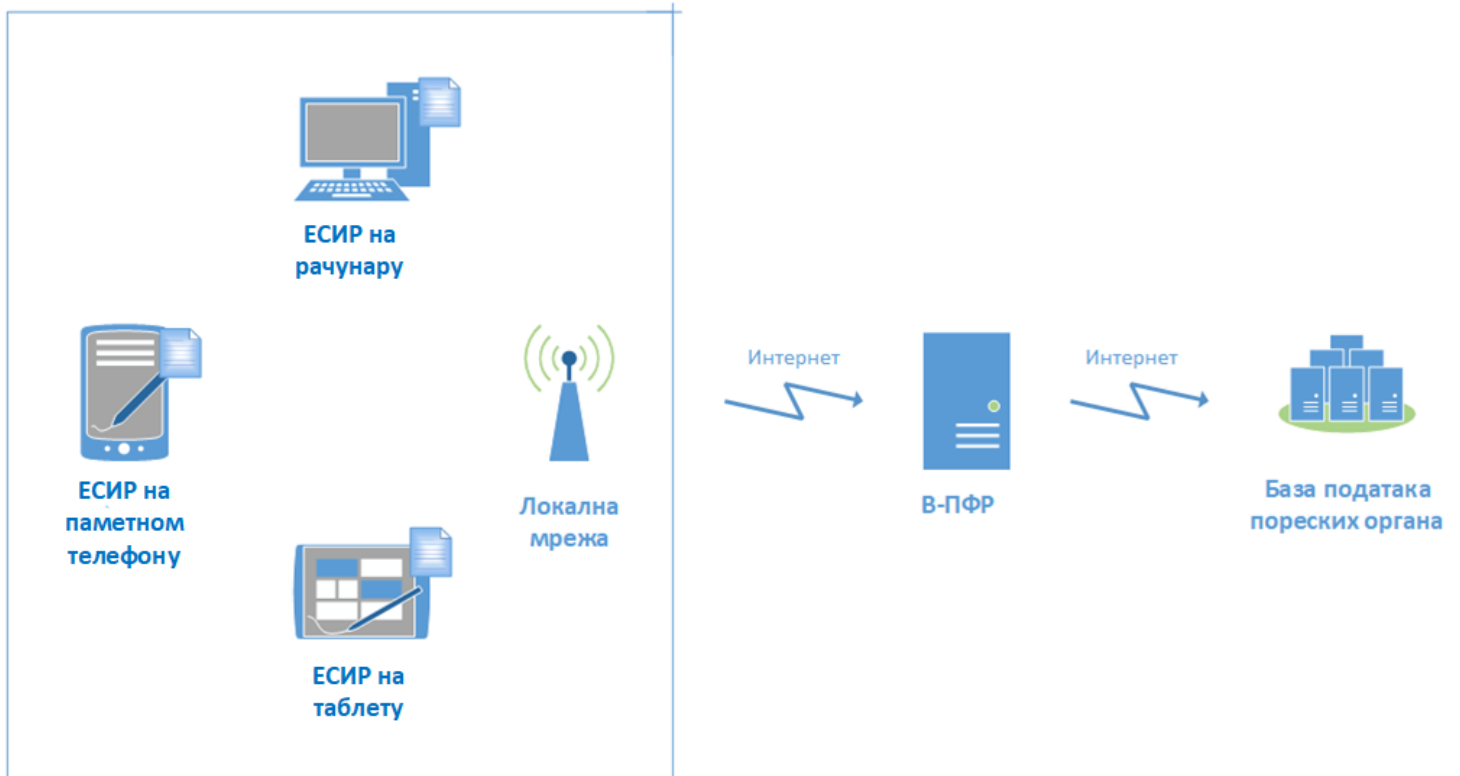 ЕСИР на
рачунару
ЕСИР на
паметном
телефону
ЕСИР на
таблету
Локална
мрежа
Интернет
В-ПФР
Интернет
База података
пореских органа